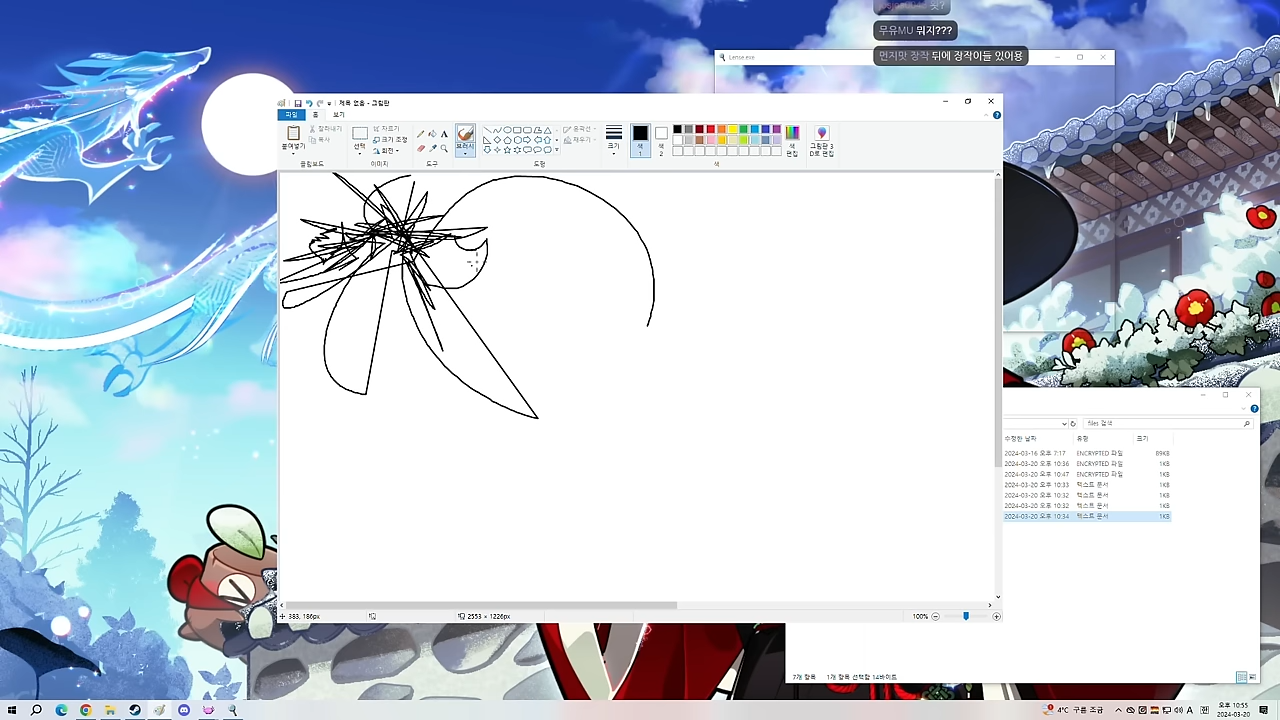 무유MU 뭐지???
먼지맛 장작 뒤에 장작이들 있어용
Lense.exe
제목 없음 - 그림판
파일 홈 보기
붙여넣기
잘라내기
복사
클립보드
선택
자르기
크기 조정
회전
이미지
도구
브러시
윤곽선
채우기
도형
크기
색 1
색 2
색 편집
색
그림판 3D로 편집
383, 186px
2553 × 1226px
100%
files 검색
수정한 날짜 유형 크기
2024-03-16 오후 7:17 ENCRYPTED 파일 89KB
2024-03-20 오후 10:36 ENCRYPTED 파일 1KB
2024-03-20 오후 10:47 ENCRYPTED 파일 1KB
2024-03-20 오후 10:33 텍스트 문서 1KB
2024-03-20 오후 10:32 텍스트 문서 1KB
2024-03-20 오후 10:32 텍스트 문서 1KB
2024-03-20 오후 10:34 텍스트 문서 1KB
7개 항목 1개 항목 선택함 14바이트
4°C 구름 조금
A
오후 10:55
2024-03-20